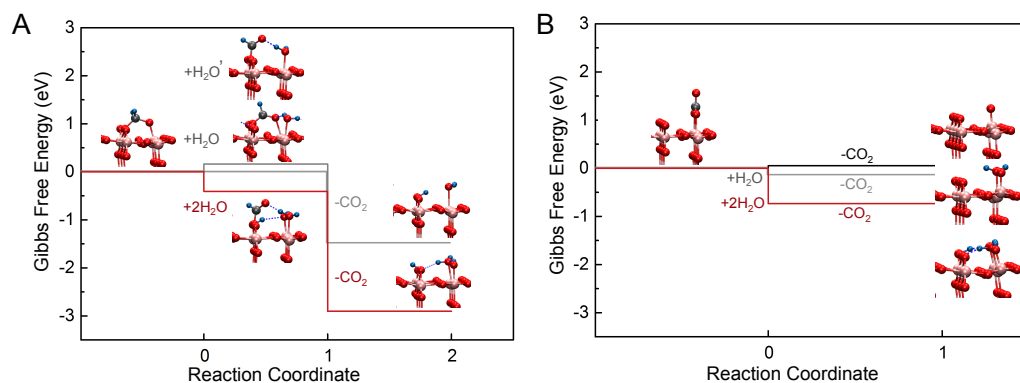 A
Gibbs Free Energy (eV)
3
2
1
0
-1
-2
-3
+H₂O'
+H₂O
+2H₂O
-CO₂
-CO₂
0
1
2
Reaction Coordinate
B
Gibbs Free Energy (eV)
3
2
1
0
-1
-2
-3
-CO₂
+H₂O
-CO₂
+2H₂O
-CO₂
0
1
Reaction Coordinate